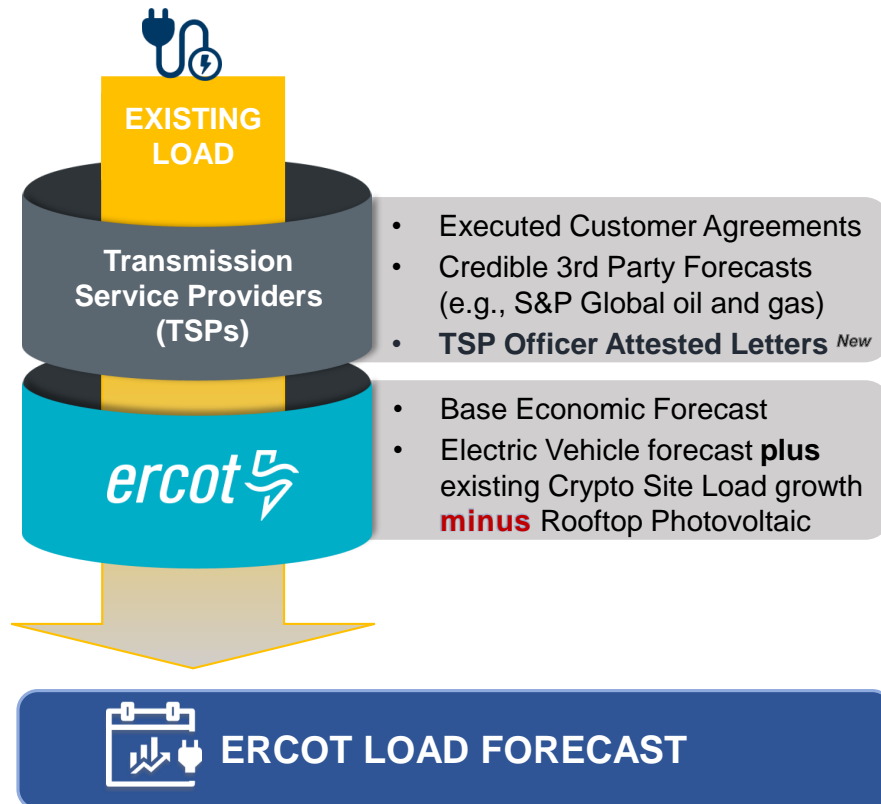 EXISTING
LOAD
Transmission
Service Providers
(TSPs)
• Executed Customer Agreements
• Credible 3rd Party Forecasts
(e.g., S&P Global oil and gas)
• TSP Officer Attested Letters New
ercot
• Base Economic Forecast
• Electric Vehicle forecast plus
existing Crypto Site Load growth
minus Rooftop Photovoltaic
ERCOT LOAD FORECAST